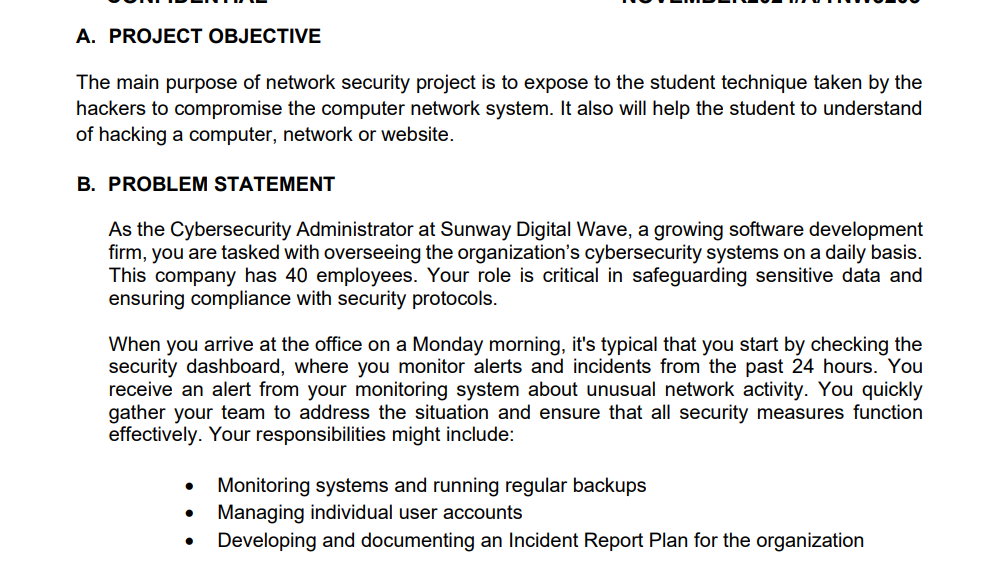 CONFIDENTIAL
A. PROJECT OBJECTIVE
The main purpose of network security project is to expose to the student technique taken by the
hackers to compromise the computer network system. It also will help the student to understand
of hacking a computer, network or website.
B. PROBLEM STATEMENT
As the Cybersecurity Administrator at Sunway Digital Wave, a growing software development
firm, you are tasked with overseeing the organization’s cybersecurity systems on a daily basis.
This company has 40 employees. Your role is critical in safeguarding sensitive data and
ensuring compliance with security protocols.
When you arrive at the office on a Monday morning, it's typical that you start by checking the
security dashboard, where you monitor alerts and incidents from the past 24 hours. You
receive an alert from your monitoring system about unusual network activity. You quickly
gather your team to address the situation and ensure that all security measures function
effectively. Your responsibilities might include:
• Monitoring systems and running regular backups
• Managing individual user accounts
• Developing and documenting an Incident Report Plan for the organization